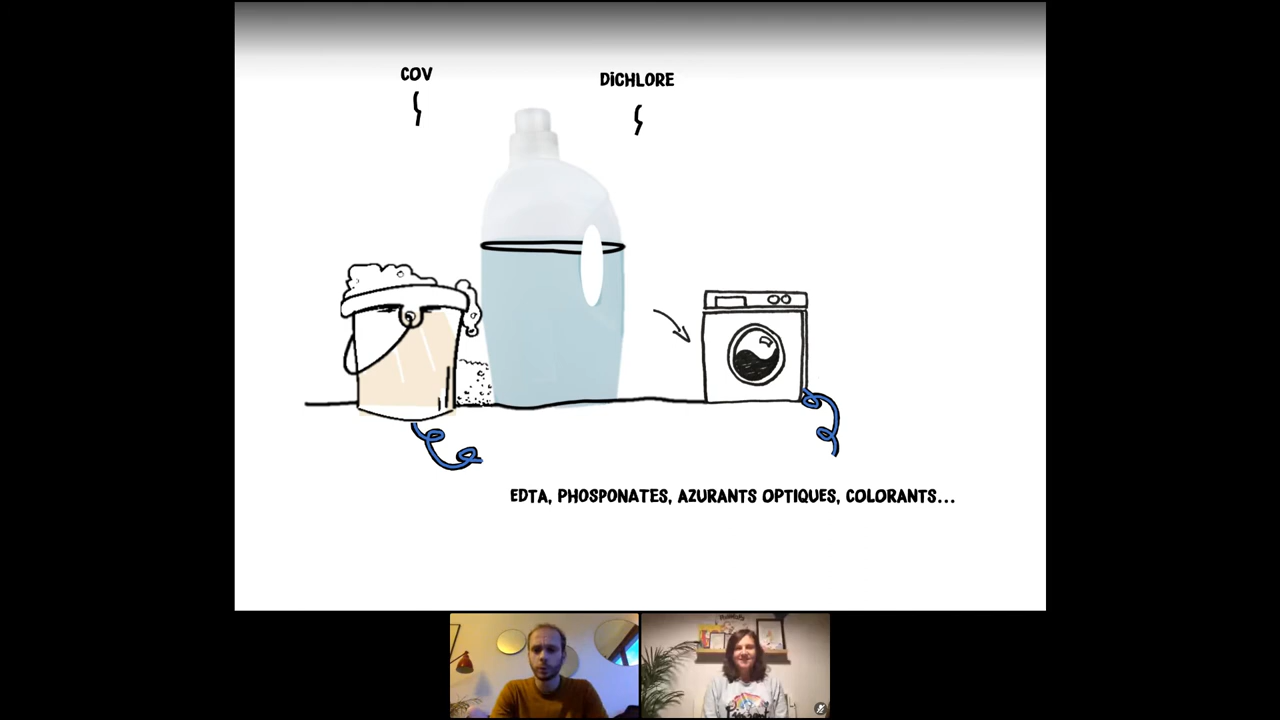 COV
DiCHLORE
EDTA, PHOSPONATES, AZURANTS OPTIQUES, COLORANTS...